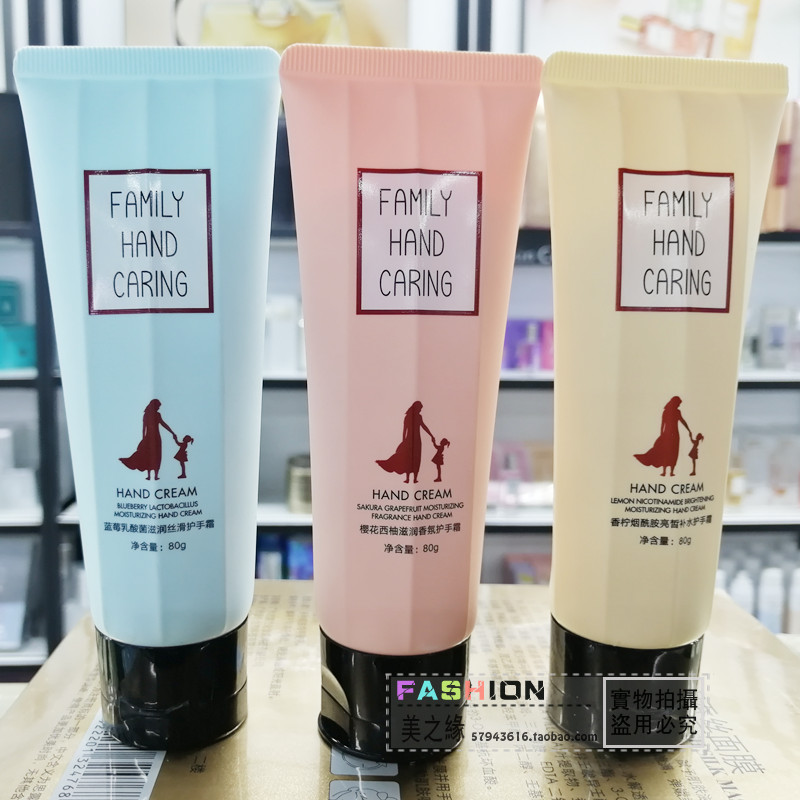 FAMILY
HAND
CARING
HAND CREAM
BLUEBERRY LACTOBACILLUS
MOISTURIZING HAND CREAM
蓝莓乳酸菌滋润丝滑护手霜
净含量：80g
FAMILY
HAND
CARING
HAND CREAM
SAKURA GRAPEFRUIT MOISTURIZING
FRAGRANCE HAND CREAM
樱花西柚滋润香氛护手霜
净含量：80g
FAMILY
HAND
CARING
HAND CREAM
LEMON NICOTINAMIDE BRIGHTENING
MOISTURIZING HAND CREAM
香柠烟酰胺亮皙补水护手霜
净含量：80g
FASHION
美之缘 57943616.taobao.com
實物拍攝
盗用必究